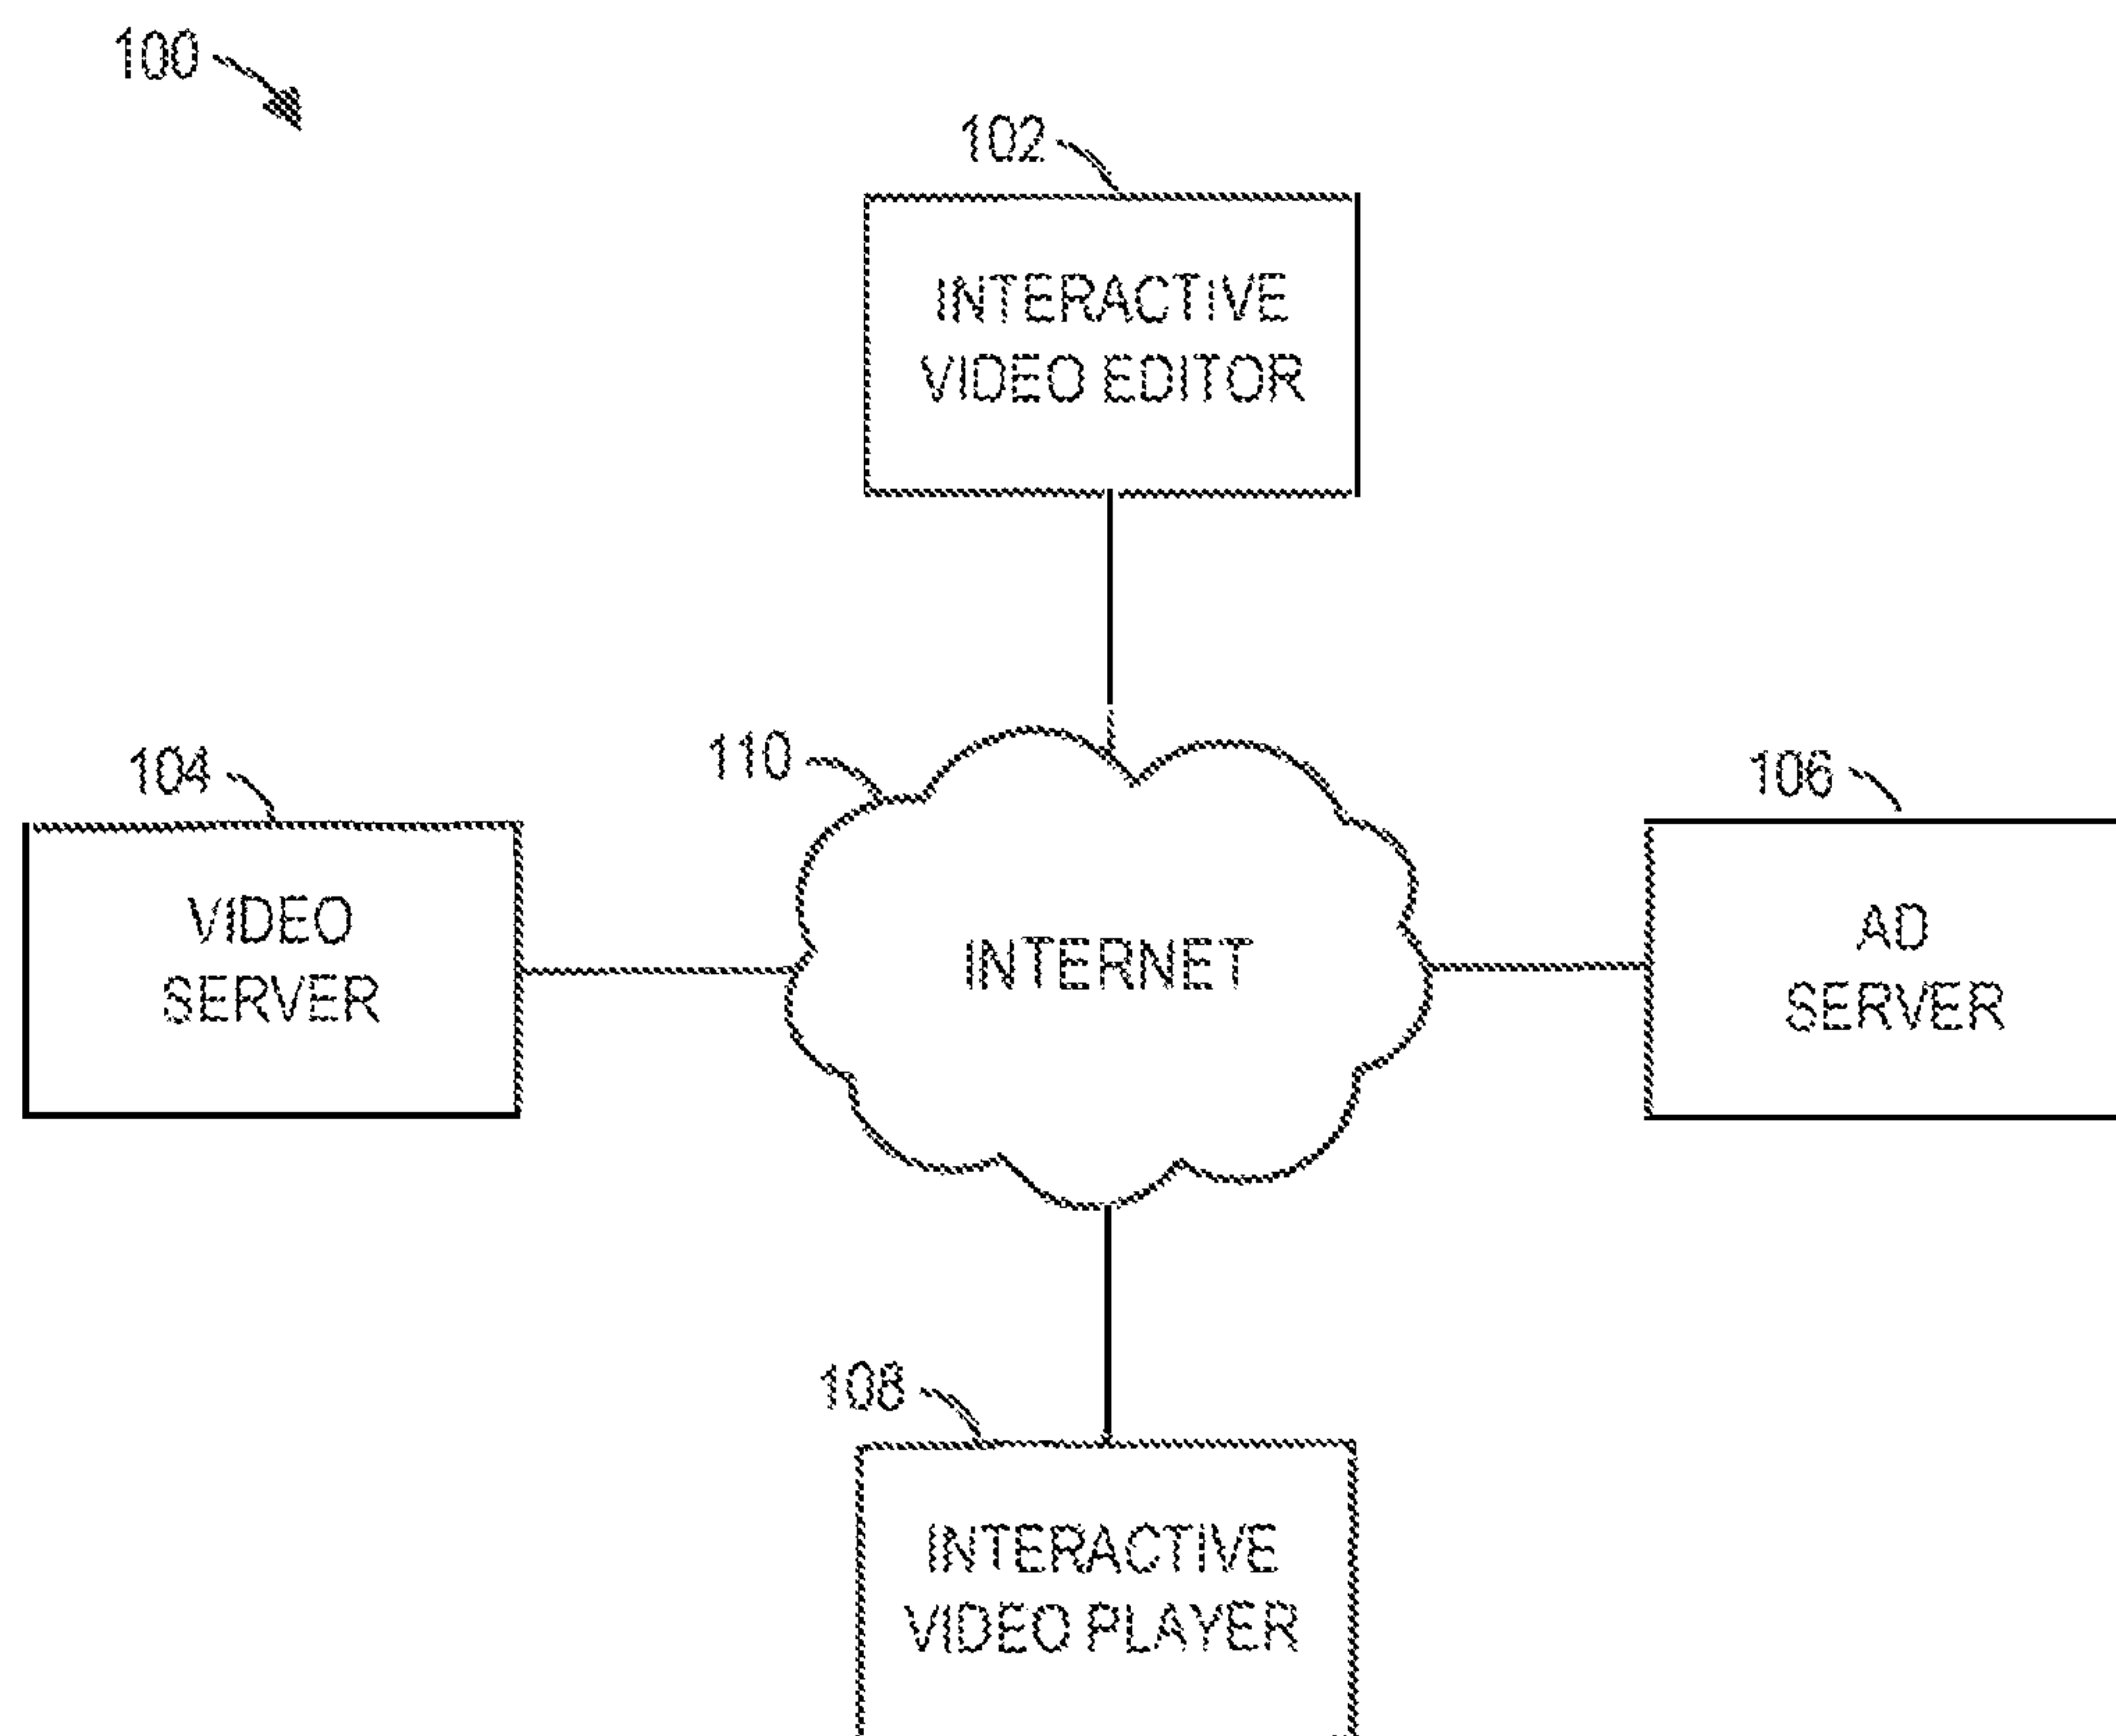 100
102
INTERACTIVE
VIDEO EDITOR
104
110
106
VIDEO
SERVER
INTERNET
AD
SERVER
108
INTERACTIVE
VIDEO PLAYER